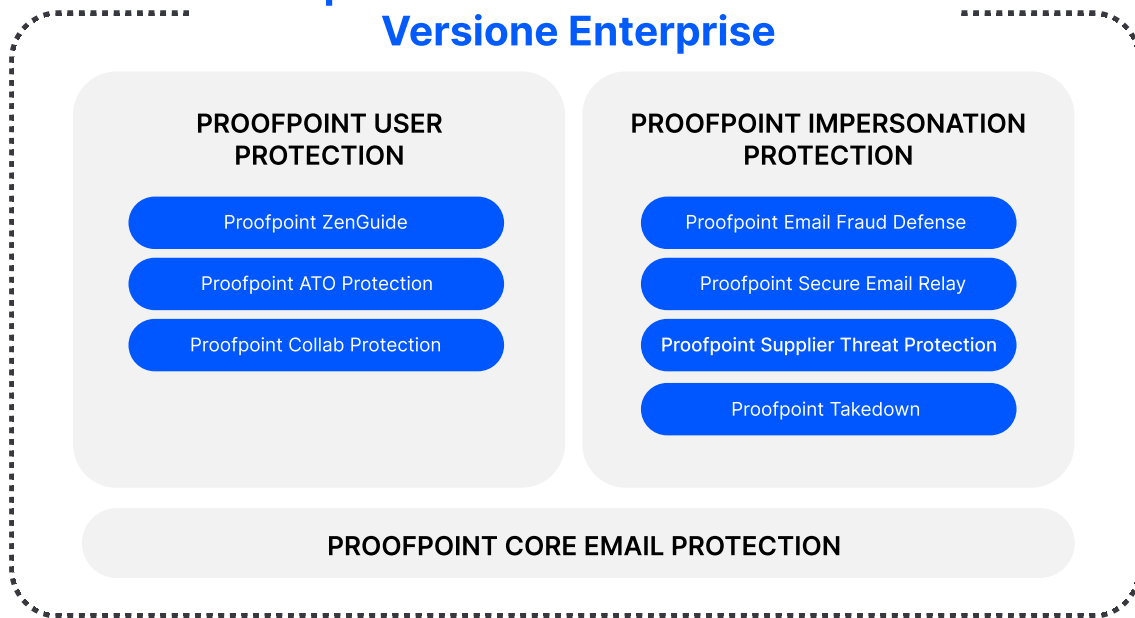 Versione Enterprise
PROOFPOINT USER
PROTECTION
Proofpoint ZenGuide
Proofpoint ATO Protection
Proofpoint Collab Protection
PROOFPOINT IMPERSONATION
PROTECTION
Proofpoint Email Fraud Defense
Proofpoint Secure Email Relay
Proofpoint Supplier Threat Protection
Proofpoint Takedown
PROOFPOINT CORE EMAIL PROTECTION